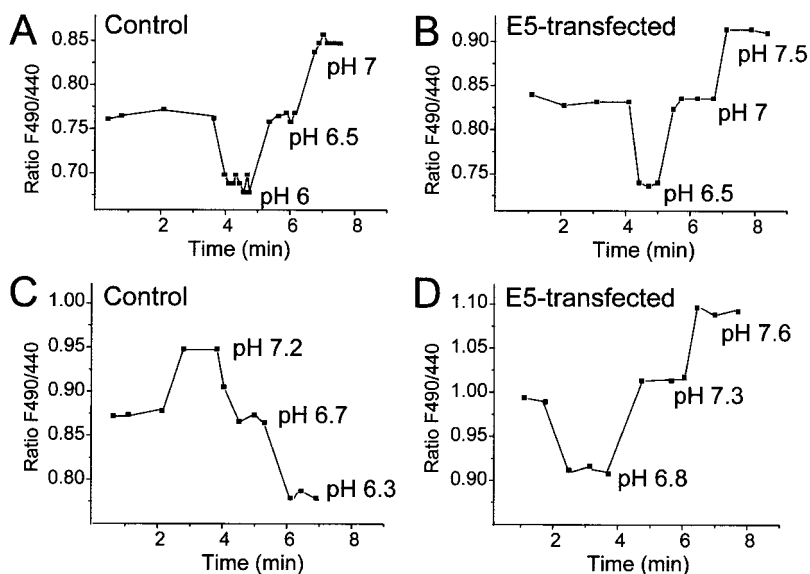 A Control
Ratio F490/440
0.85
0.80
0.75
0.70
pH 7
pH 6.5
pH 6
2 4 6 8
Time (min)
B E5-transfected
Ratio F490/440
0.90
0.85
0.80
0.75
pH 7.5
pH 7
pH 6.5
2 4 6 8
Time (min)
C Control
Ratio F490/440
1.00
0.95
0.90
0.85
0.80
pH 7.2
pH 6.7
pH 6.3
2 4 6 8
Time (min)
D E5-transfected
Ratio F490/440
1.10
1.05
1.00
0.95
0.90
pH 7.6
pH 7.3
pH 6.8
2 4 6 8
Time (min)